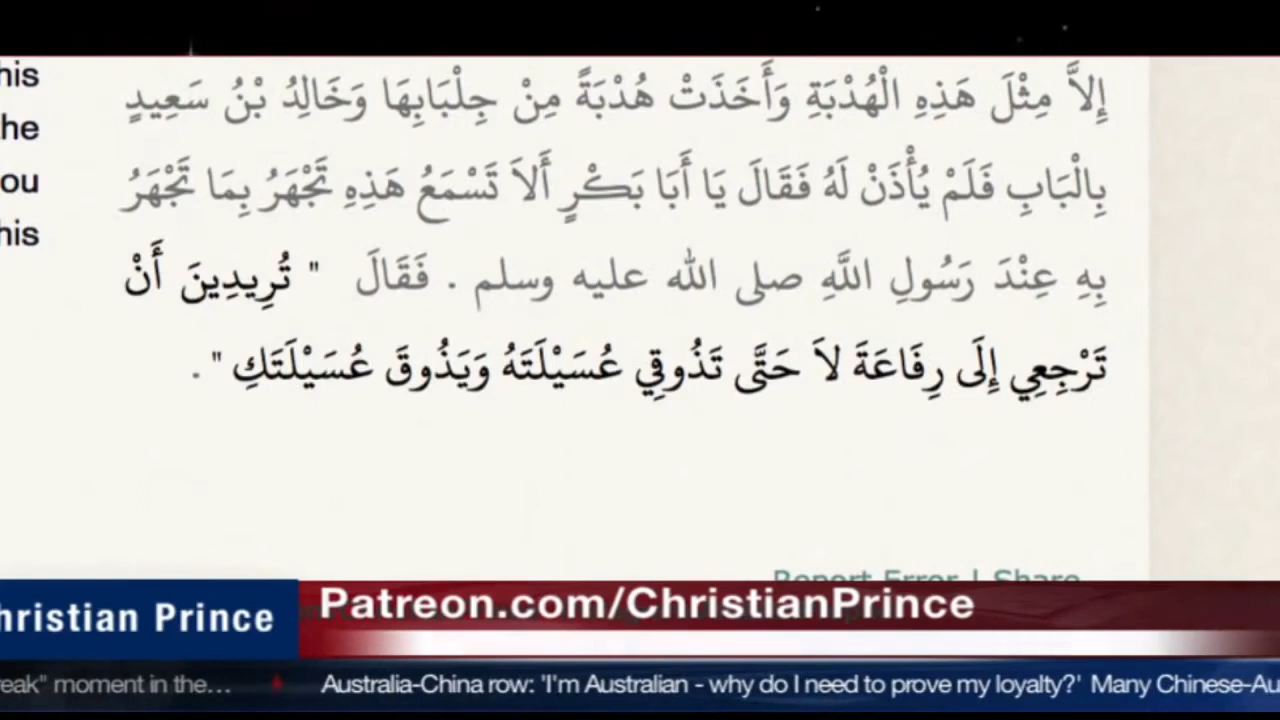 his
the
ou
his
إِلاَّ مِثْلَ هَذِهِ الْهُدْبَةِ وَأَخَذَتْ هُدْبَةً مِنْ جِلْبَابِهَا وَخَالِدُ بْنُ سَعِيدٍ
بِالْبَابِ فَلَمْ يُأْذَنْ لَهُ فَقَالَ يَا أَبَا بَكْرٍ أَلاَ تَسْمَعُ هَذِهِ تَجْهَرُ بِمَا تَجْهَرُ
بِهِ عِنْدَ رَسُولِ اللَّهِ صلى الله عليه وسلم . فَقَالَ " تُرِيدِينَ أَنْ
تَرْجِعِي إِلَى رِفَاعَةَ لاَ حَتَّى تَذُوقِي عُسَيْلَتَهُ وَيَذُوقَ عُسَيْلَتَكِ " .
Report Error | Share
hristian Prince
Patreon.com/ChristianPrince
eak" moment in the... Australia-China row: 'I'm Australian - why do I need to prove my loyalty?' Many Chinese-Au